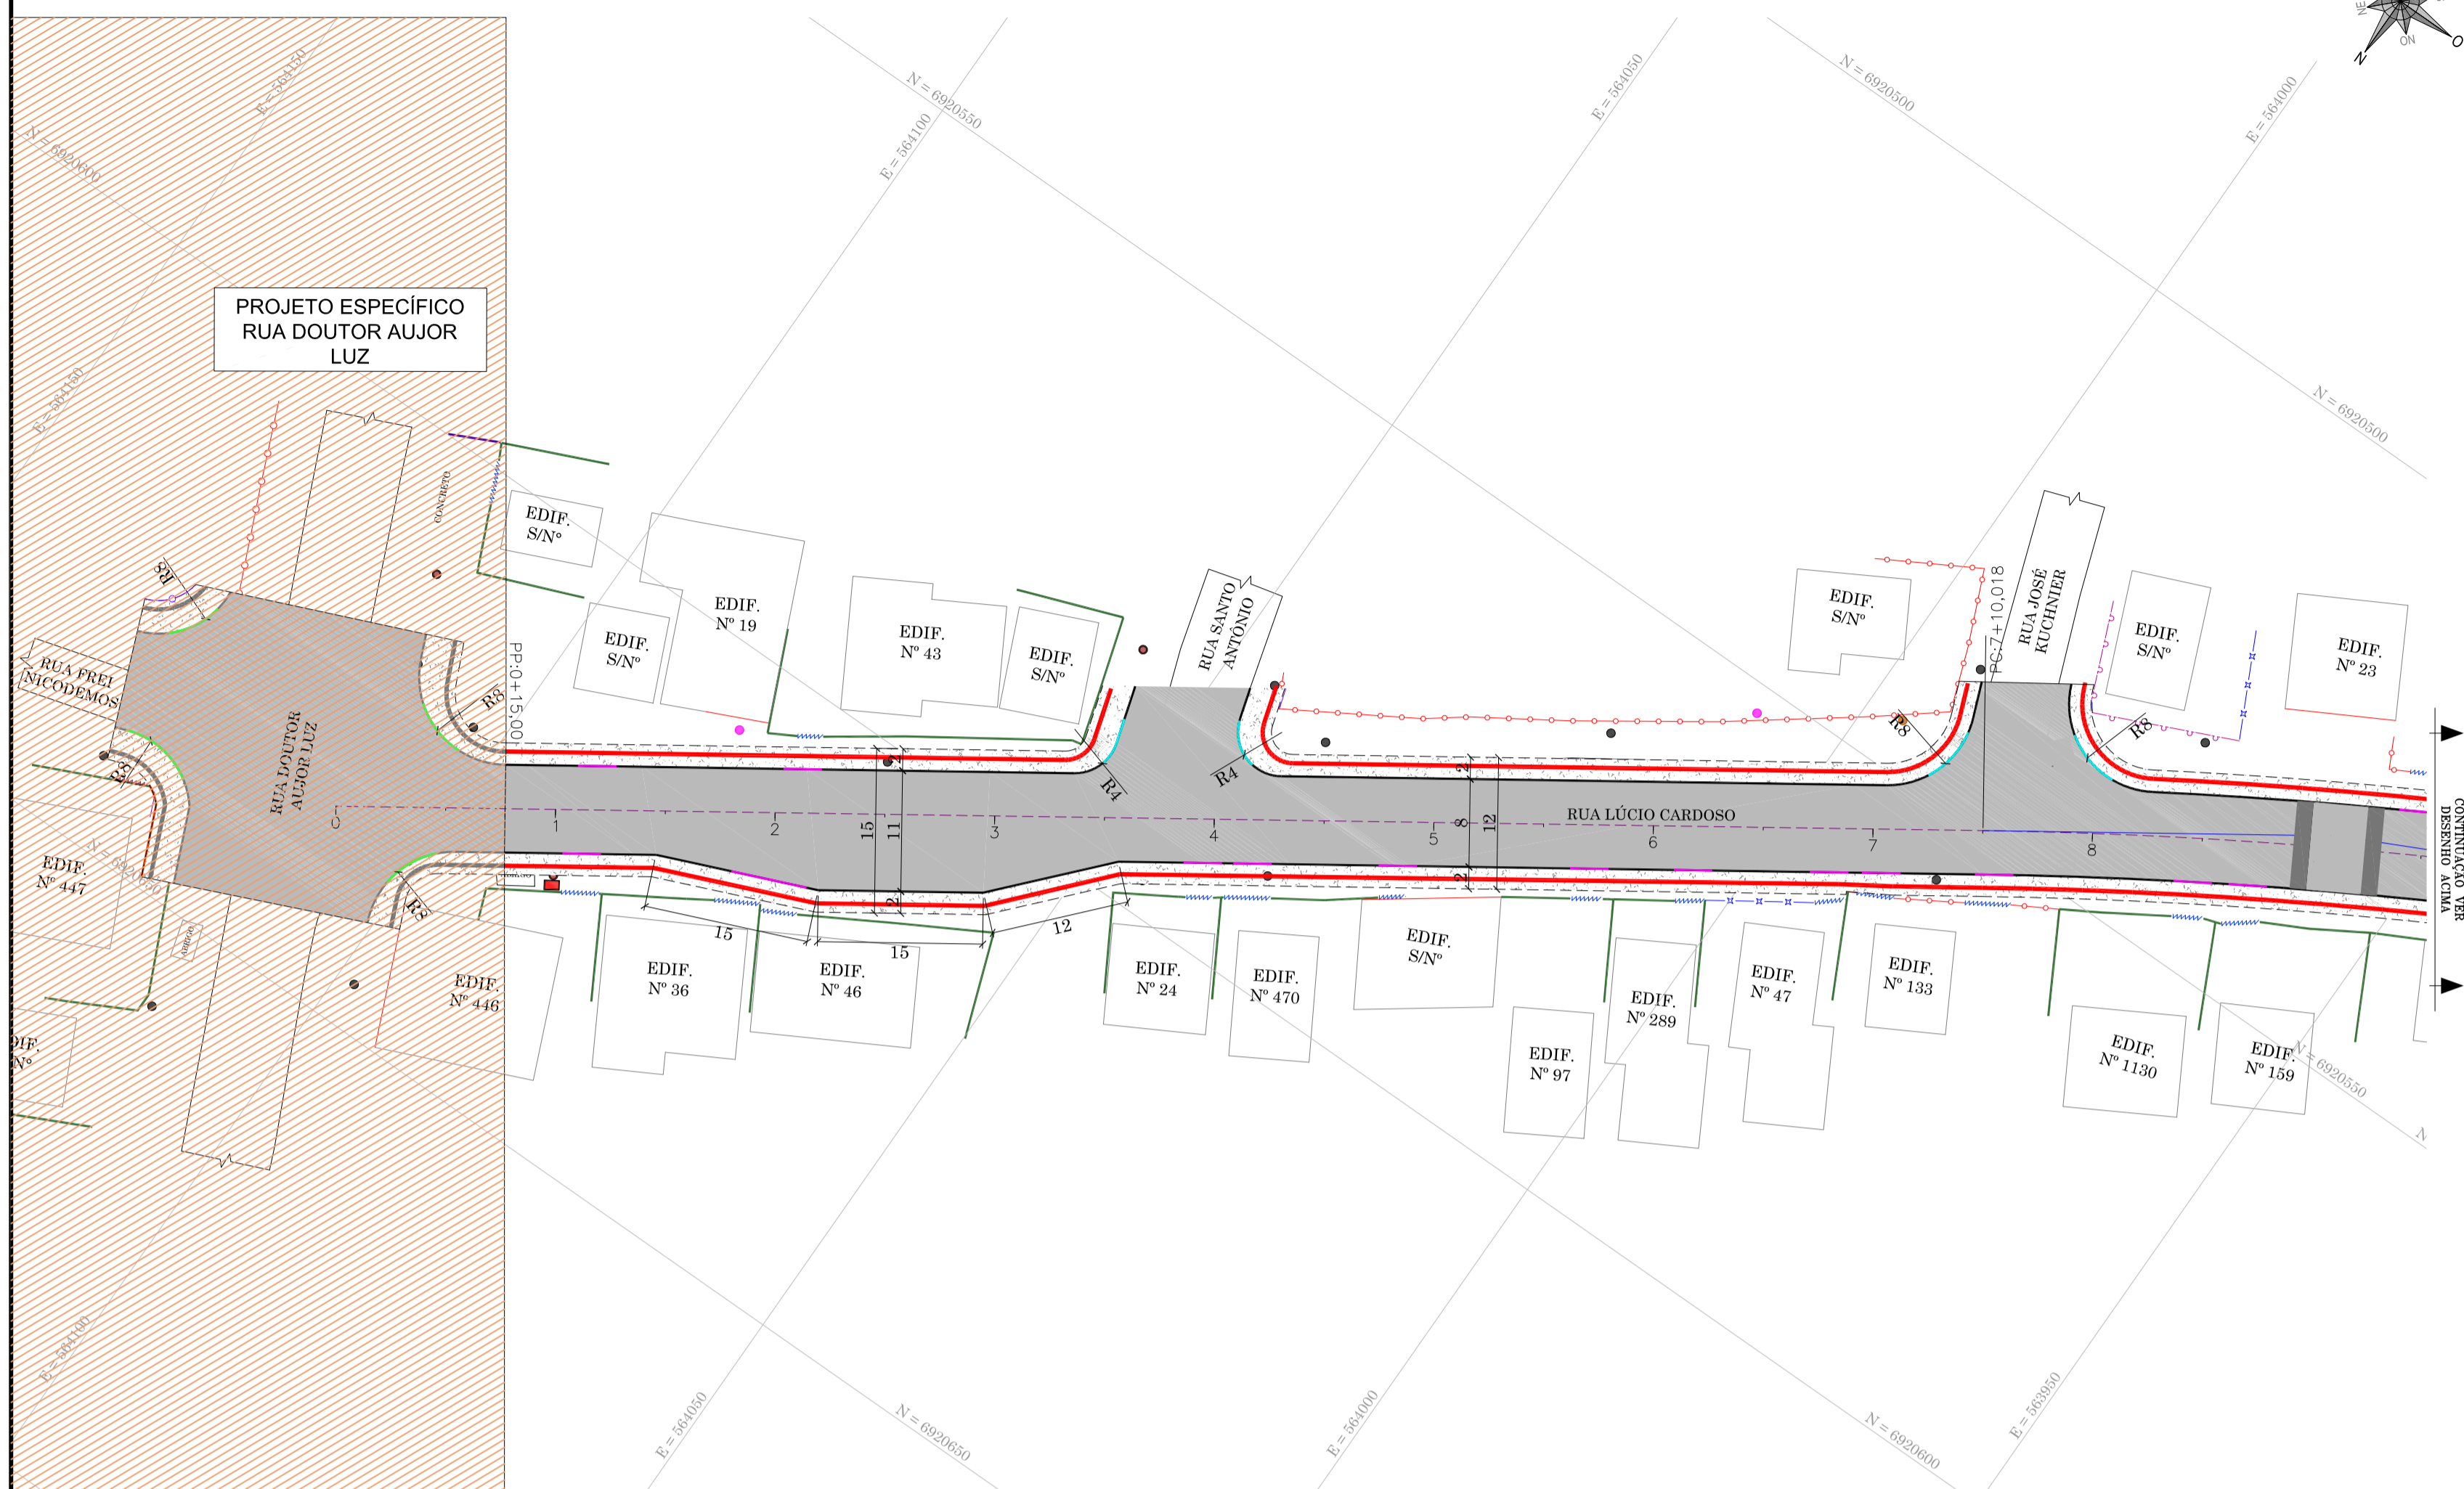 NE
N
ON
O
E = 564150
N = 6920600
N = 6920550
E = 564100
E = 564050
N = 6920500
E = 564000
PROJETO ESPECÍFICO
RUA DOUTOR AUJOR
LUZ
E = 564150
N = 6920500
CONCRETO
EDIF.
S/Nº
EDIF.
Nº 19
EDIF.
S/Nº
EDIF.
Nº 43
EDIF.
S/Nº
RUA SANTO
ANTÔNIO
EDIF.
S/Nº
PC:7+10,018
RUA JOSÉ
KUCHNIER
EDIF.
S/Nº
EDIF.
Nº 23
R8
RUA FREI
NICODEMOS
RUA DOUTOR
AUJOR LUZ
R8
PP:0+15,00
R8
R8
R4
R4
R8
R8
2
15
11
2
2
8
12
2
0
1
2
3
4
5
6
7
8
RUA LÚCIO CARDOSO
CONTINUAÇÃO VER
DESENHO ACIMA
15
15
12
EDIF.
Nº 447
N = 6920650
ABRIGO
EDIF.
Nº 446
EDIF.
Nº 36
EDIF.
Nº 46
EDIF.
Nº 24
EDIF.
Nº 470
EDIF.
S/Nº
EDIF.
Nº 97
EDIF.
Nº 289
EDIF.
Nº 47
EDIF.
Nº 133
EDIF.
Nº 1130
EDIF.
Nº 159
N = 6920550
N
DIF.
Nº
E = 564100
E = 564050
N = 6920650
E = 564000
N = 6920600
E = 563950